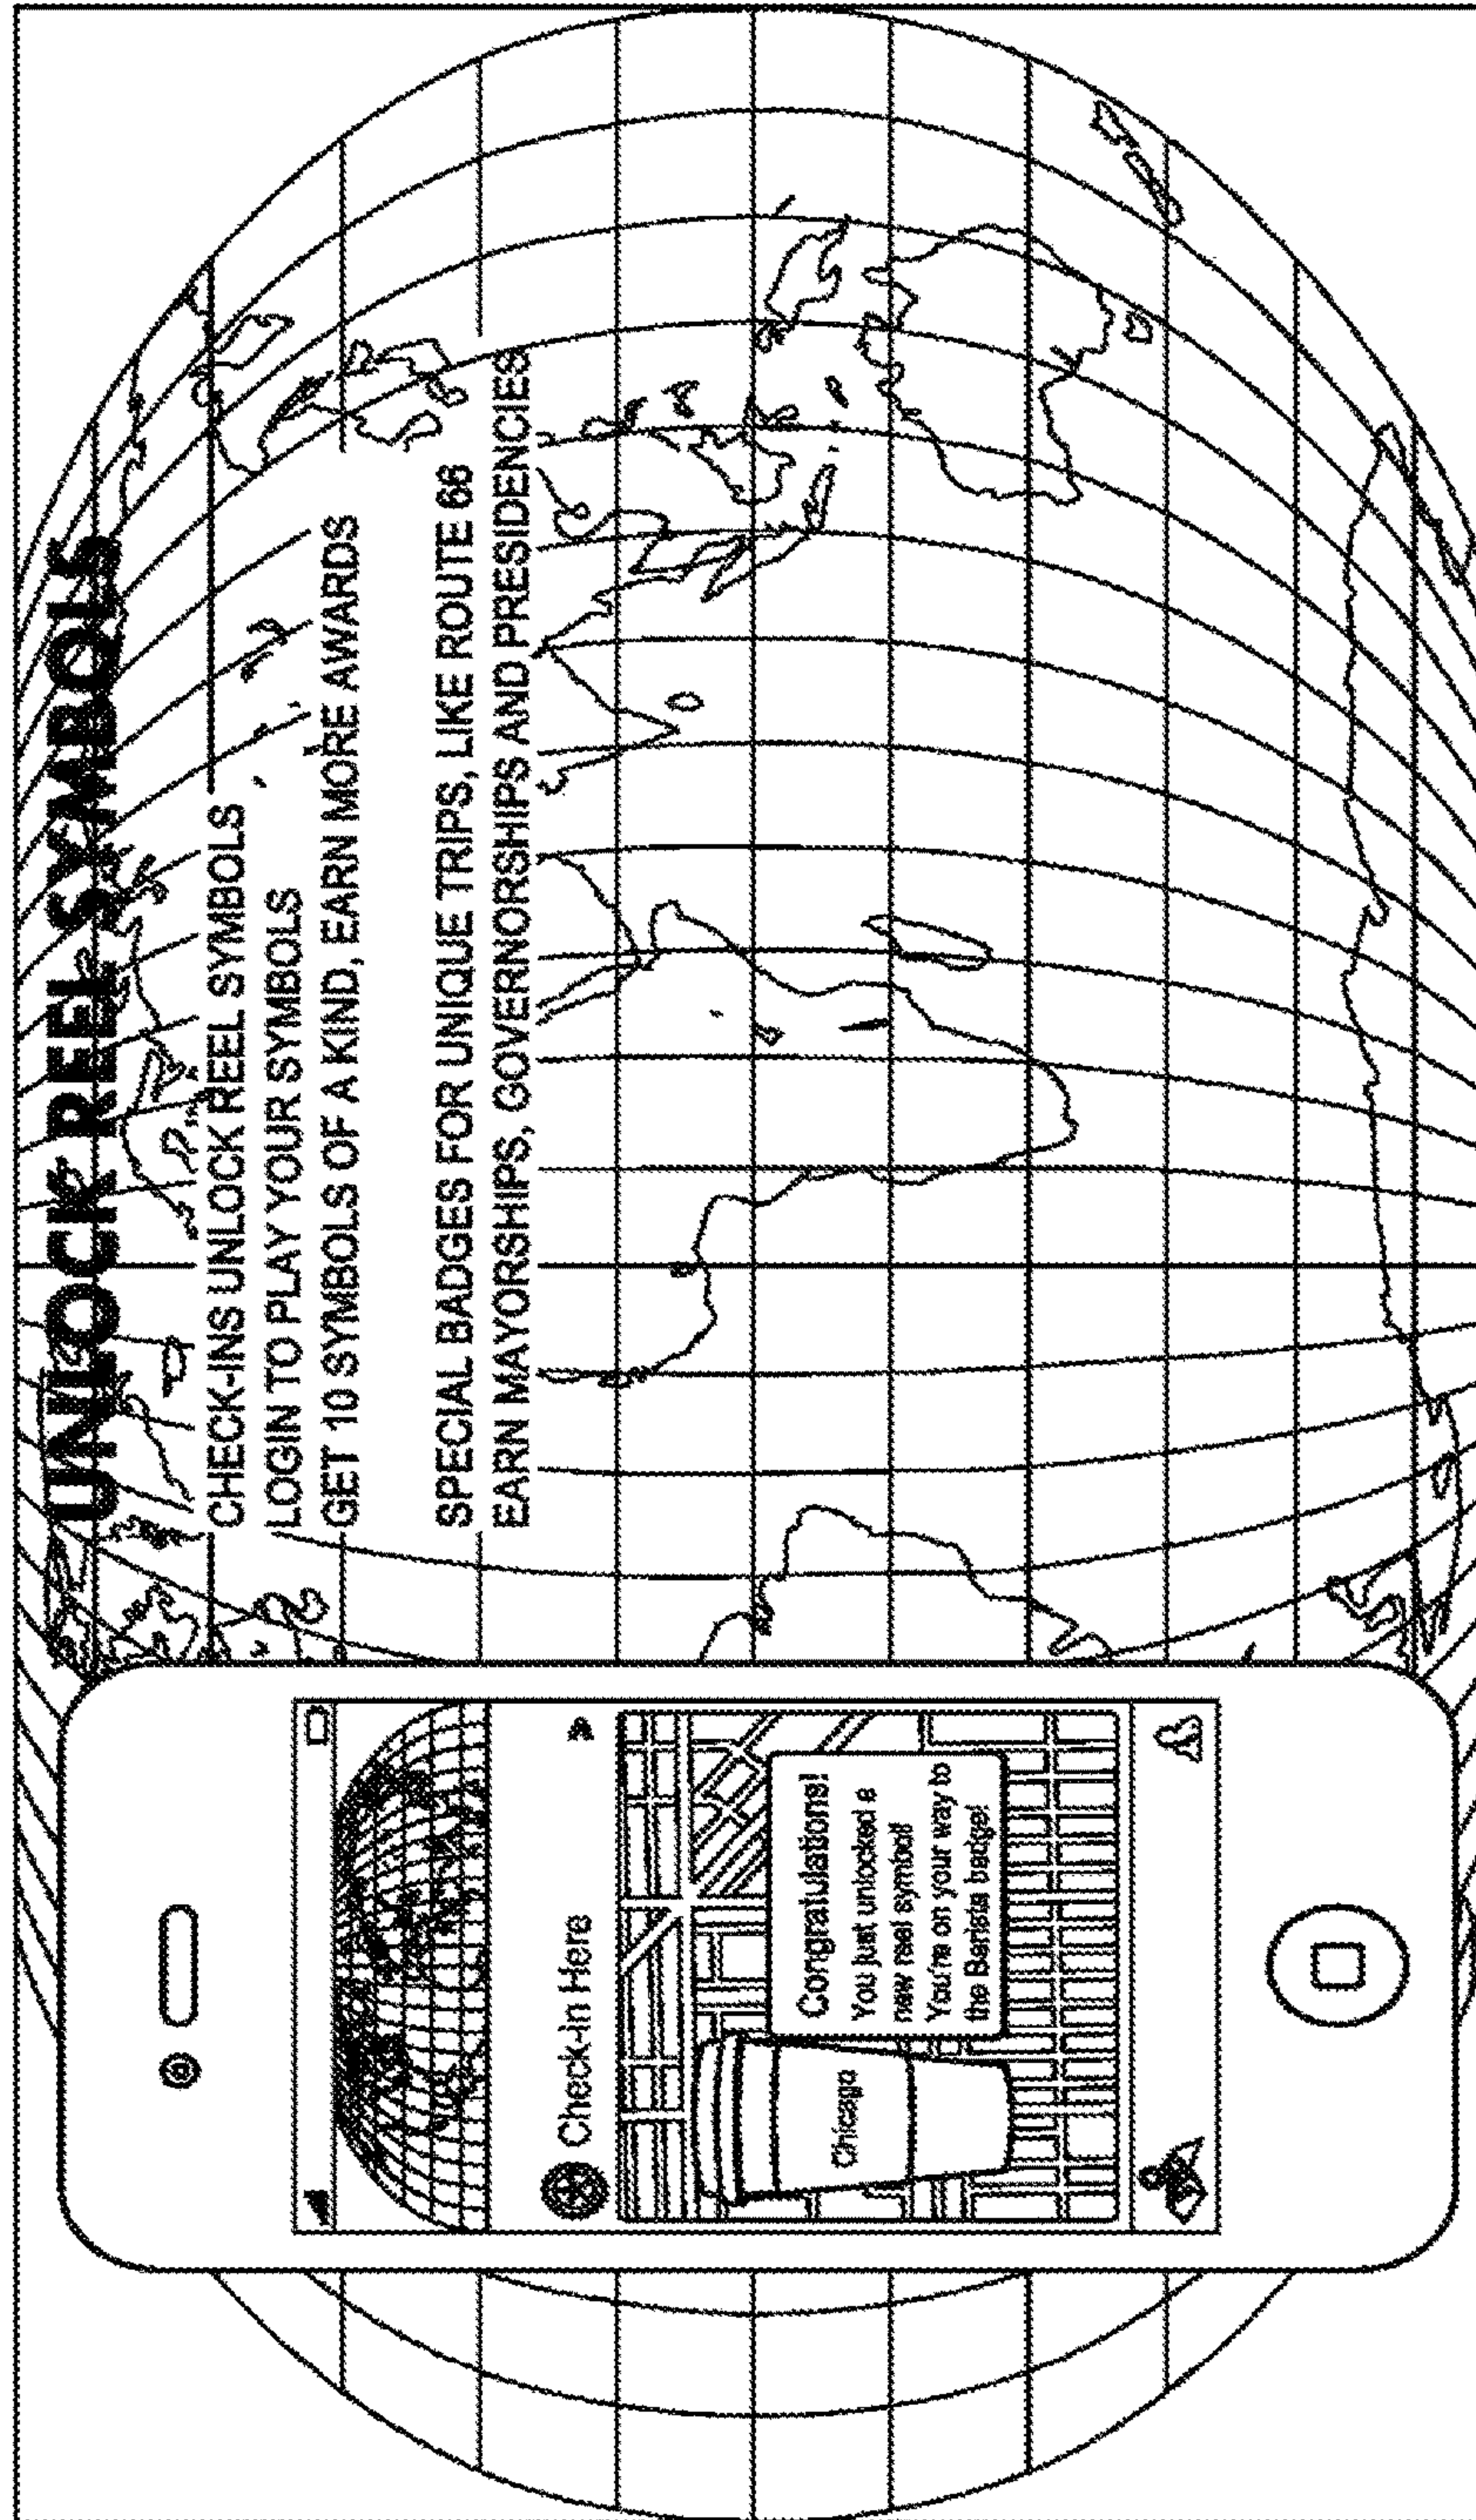 UNLOCK REEL SYMBOLS
CHECK-INS UNLOCK REEL SYMBOLS
LOGIN TO PLAY YOUR SYMBOLS
GET 10 SYMBOLS OF A KIND, EARN MORE AWARDS
SPECIAL BADGES FOR UNIQUE TRIPS, LIKE ROUTE 66
EARN MAYORSHIPS, GOVERNORSHIPS AND PRESIDENCIES
Check-in Here
Chicago
Congratulations!
You just unlocked a
new reel symbol!
You're on your way to
the Barista badge!